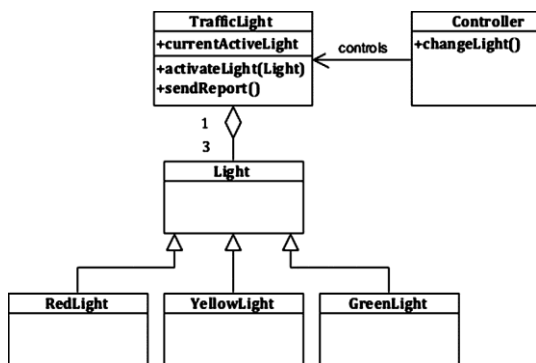 TrafficLight
+currentActiveLight
+activateLight(Light)
+sendReport()
controls
Controller
+changeLight()
1
3
Light
RedLight
YellowLight
GreenLight